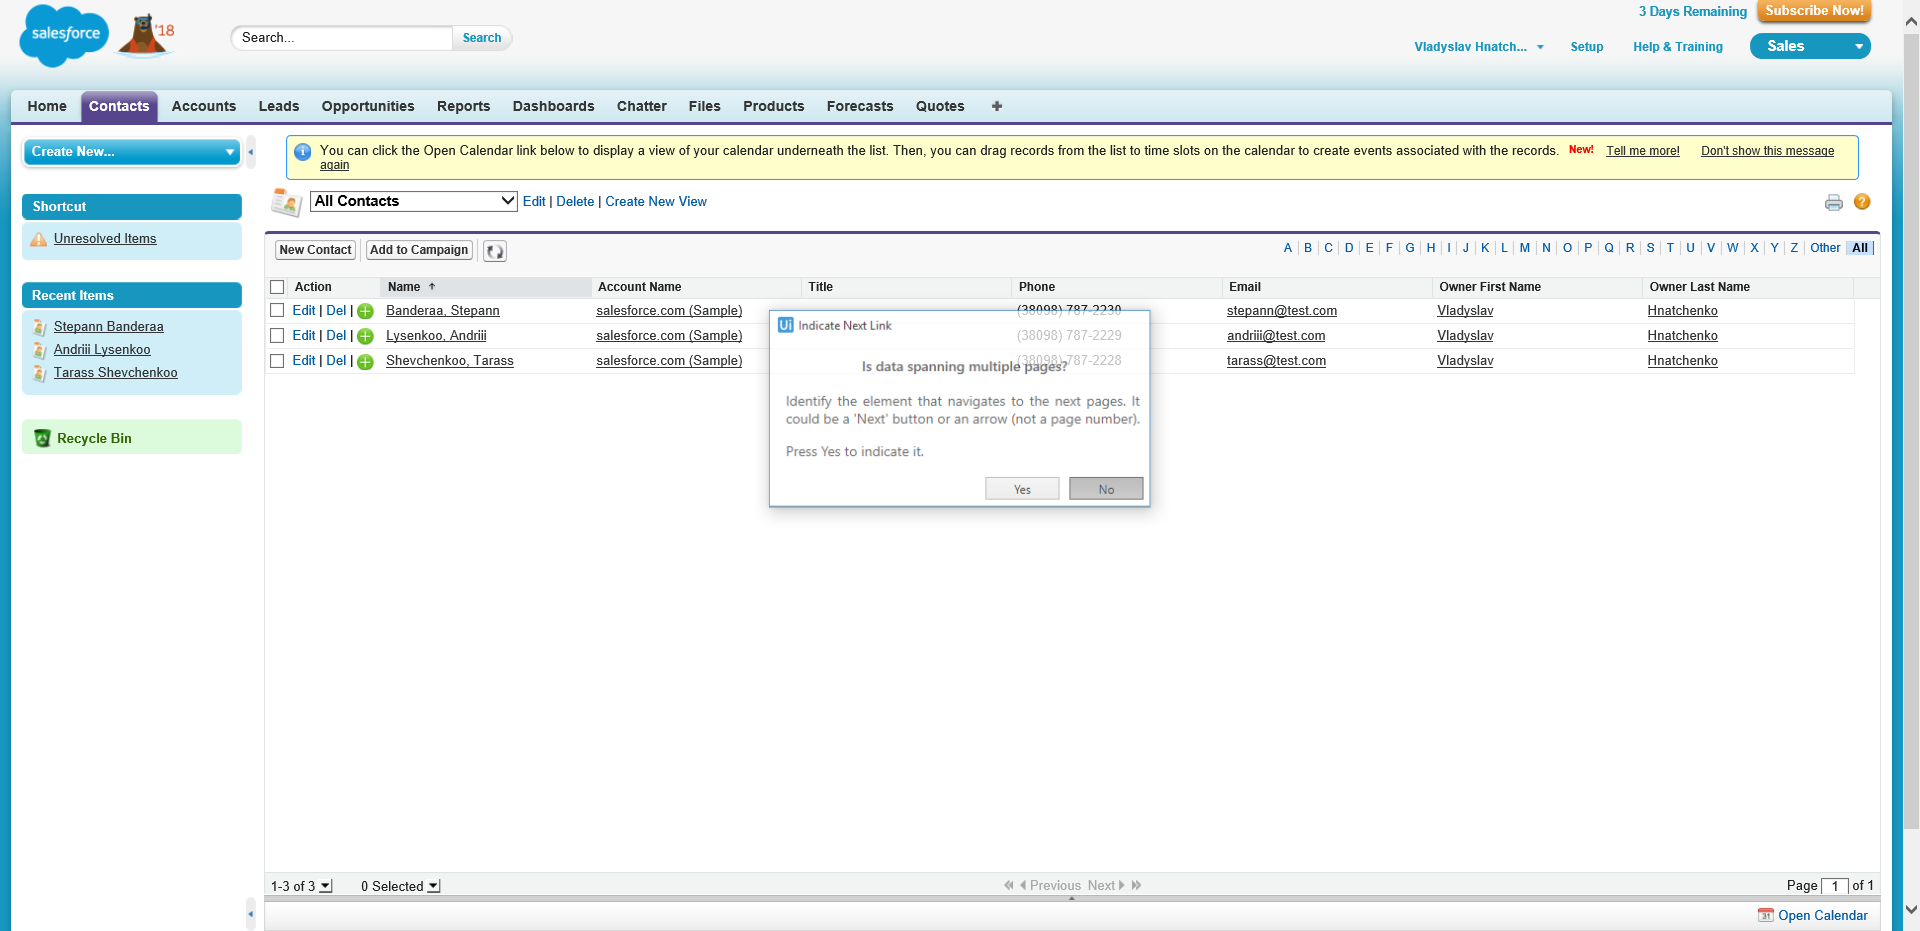 salesforce '18
Search... Search
3 Days Remaining Subscribe Now!
Vladyslav Hnatch... Setup Help & Training Sales
Home Contacts Accounts Leads Opportunities Reports Dashboards Chatter Files Products Forecasts Quotes
Create New...
You can click the Open Calendar link below to display a view of your calendar underneath the list. Then, you can drag records from the list to time slots on the calendar to create events associated with the records. New! Tell me more! Don't show this message
again
Shortcut
Unresolved Items
Recent Items
Stepann Banderaa
Andriii Lysenkoo
Tarass Shevchenkoo
Recycle Bin
All Contacts Edit | Delete | Create New View
New Contact Add to Campaign A | B | C | D | E | F | G | H | I | J | K | L | M | N | O | P | Q | R | S | T | U | V | W | X | Y | Z | Other All
Action Name Account Name Title Phone Email Owner First Name Owner Last Name
Edit | Del | Banderaa, Stepann salesforce.com (Sample) (38098) 787-2230 stepann@test.com Vladyslav Hnatchenko
Edit | Del | Lysenkoo, Andriii salesforce.com (Sample) (38098) 787-2229 andriii@test.com Vladyslav Hnatchenko
Edit | Del | Shevchenkoo, Tarass salesforce.com (Sample) (38098) 787-2228 tarass@test.com Vladyslav Hnatchenko
Ui Indicate Next Link
Is data spanning multiple pages?
Identify the element that navigates to the next pages. It
could be a 'Next' button or an arrow (not a page number).
Press Yes to indicate it.
Yes No
1-3 of 3 0 Selected Previous Next Page 1 of 1
31 Open Calendar